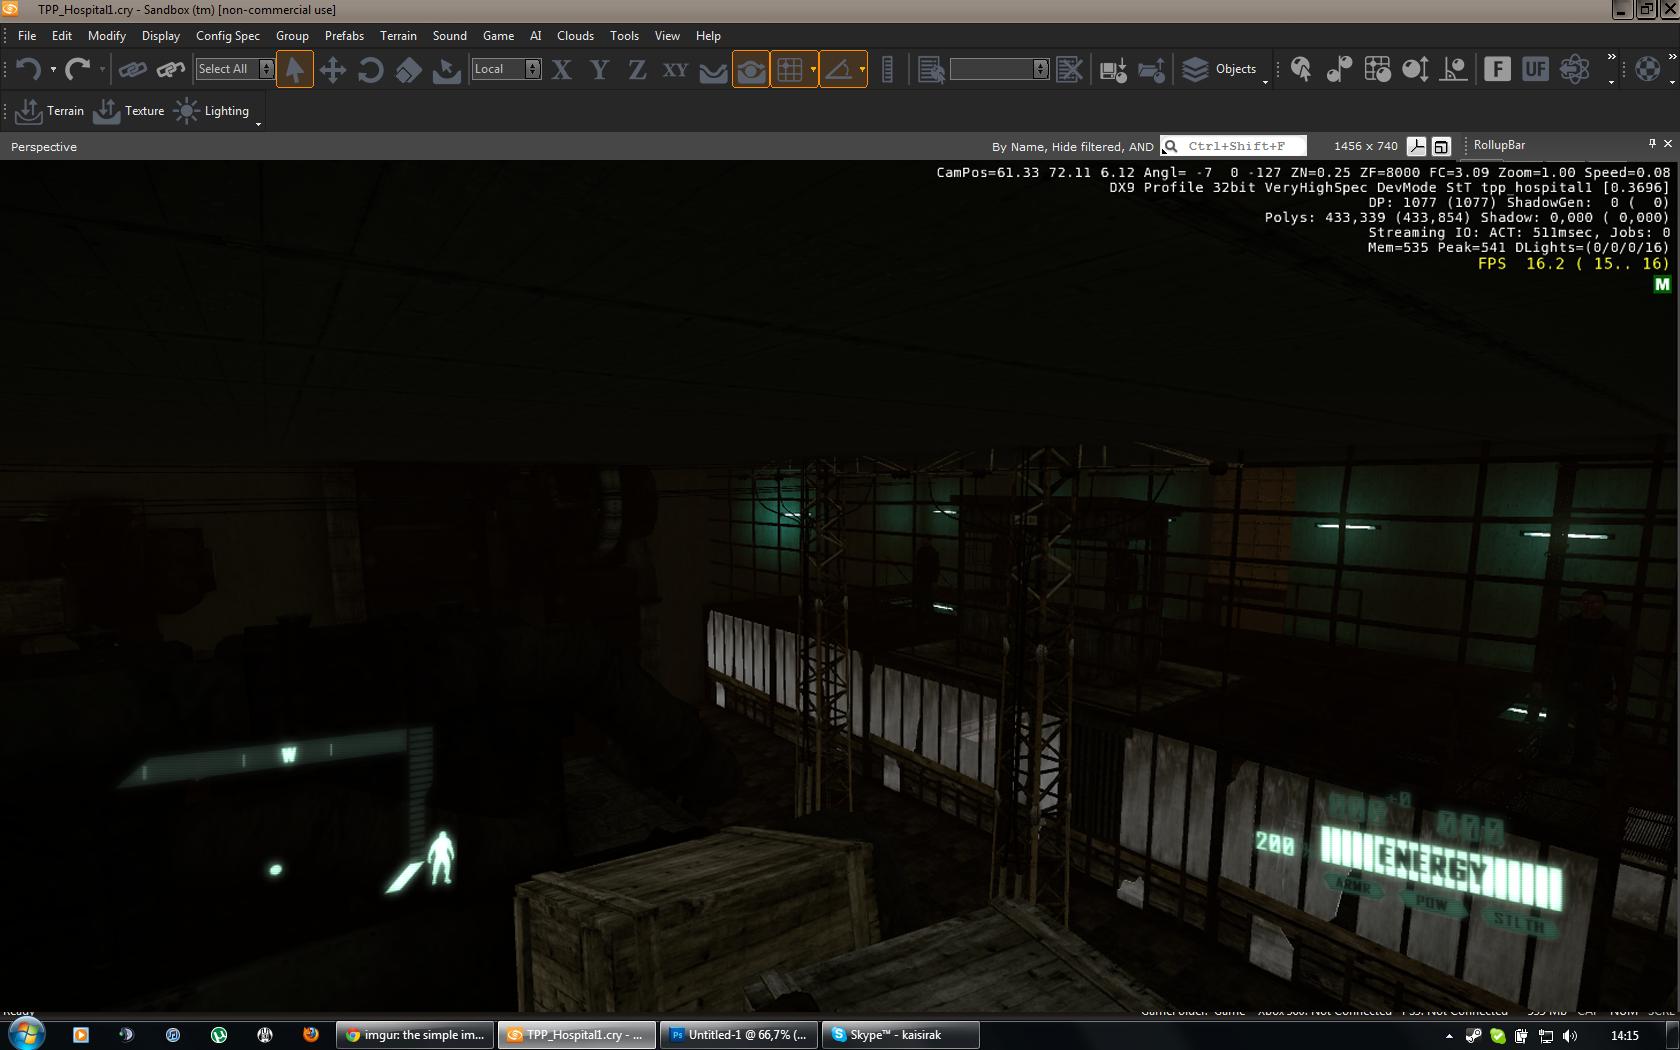 TPP_Hospital1.cry - Sandbox (tm) [non-commercial use]
File Edit Modify Display Config Spec Group Prefabs Terrain Sound Game AI Clouds Tools View Help
Select All Local X Y Z XY Objects F UF
Terrain Texture Lighting
Perspective By Name, Hide filtered, AND Ctrl+Shift+F 1456 x 740 RollupBar
CamPos=61.33 72.11 6.12 Angl= -7 0 -127 ZN=0.25 ZF=8000 FC=3.09 Zoom=1.00 Speed=0.08
DX9 Profile 32bit VeryHighSpec DevMode StT tpp_hospital1 [0.3696]
DP: 1077 (1077) ShadowGen: 0 ( 0)
Polys: 433,339 (433,854) Shadow: 0,000 ( 0,000)
Streaming IO: ACT: 511msec, Jobs: 0
Mem=535 Peak=541 DLights=(0/0/0/16)
FPS 16.2 ( 15.. 16)
M
W
000 +0 000
200 ENERGY
ARMR POW STLTH
Ready
imgur: the simple im... TPP_Hospital1.cry - ... Untitled-1 @ 66,7% (... Skype™ - kaisirak 14:15